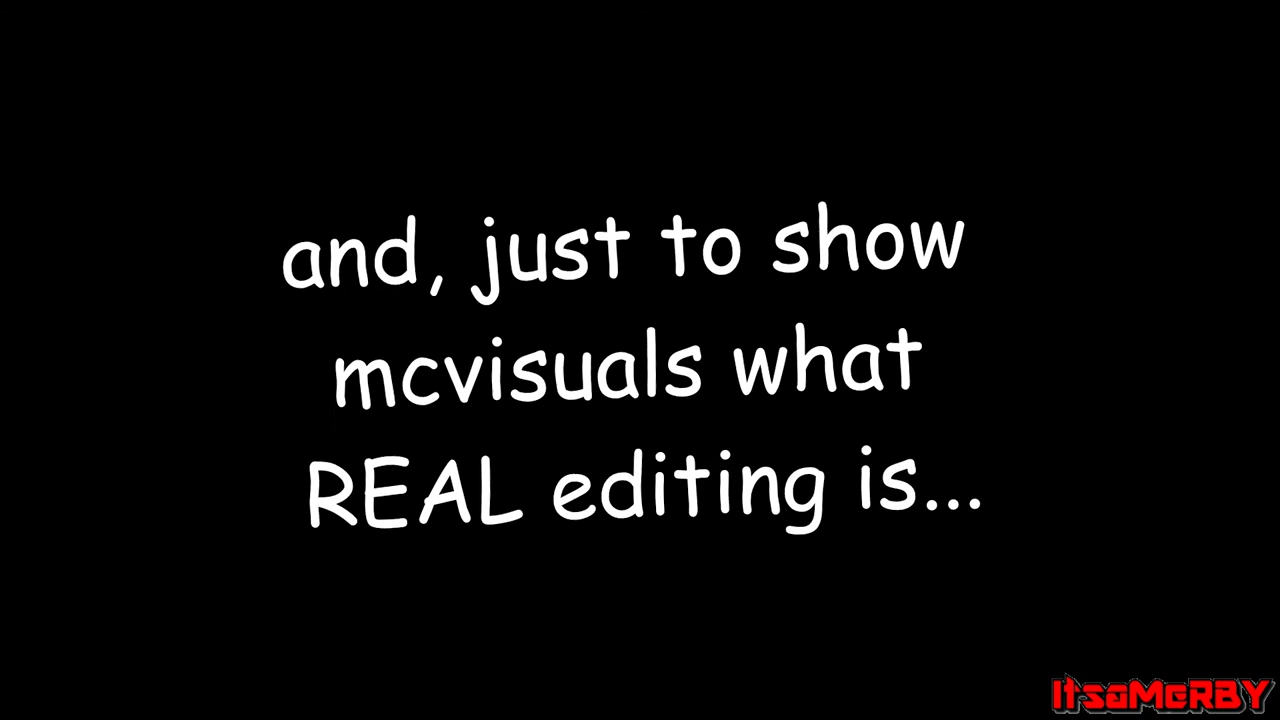 and, just to show
mcvisuals what
REAL editing is...
ItsaMeRBY